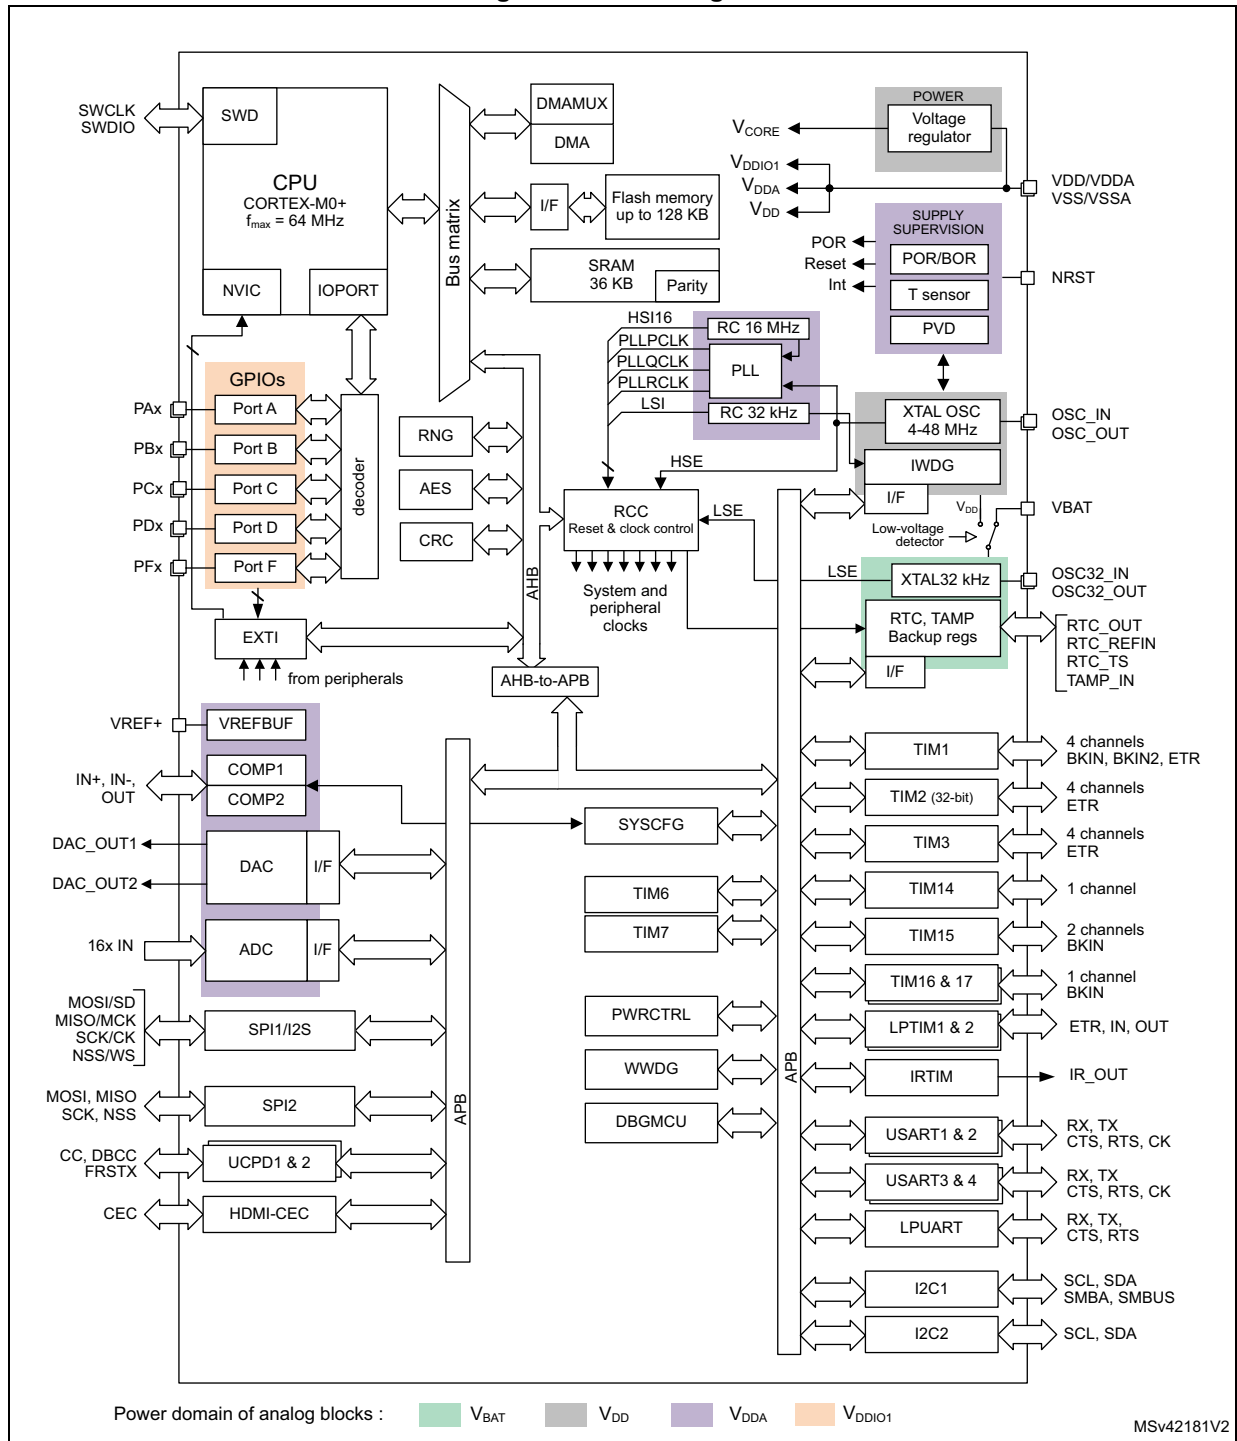 SWCLK
SWDIO
SWD
CPU
CORTEX-M0+
fmax = 64 MHz
NVIC
IOPORT
Bus matrix
DMAMUX
DMA
I/F
Flash memory
up to 128 KB
SRAM
36 KB
Parity
POWER
Voltage
regulator
VCORE
VDDIO1
VDDA
VDD
VDD/VDDA
VSS/VSSA
SUPPLY
SUPERVISION
POR
Reset
Int
POR/BOR
T sensor
PVD
NRST
HSI16
PLLPCLK
PLLQCLK
PLLRCLK
LSI
RC 16 MHz
PLL
RC 32 kHz
GPIOs
PAx
Port A
PBx
Port B
PCx
Port C
PDx
Port D
PFx
Port F
decoder
RNG
AES
CRC
AHB
HSE
XTAL OSC
4-48 MHz
IWDG
I/F
OSC_IN
OSC_OUT
VDD
VBAT
Low-voltage
detector
RCC
Reset & clock control
LSE
System and
peripheral
clocks
LSE
XTAL32 kHz
OSC32_IN
OSC32_OUT
RTC, TAMP
Backup regs
I/F
RTC_OUT
RTC_REFIN
RTC_TS
TAMP_IN
EXTI
from peripherals
AHB-to-APB
VREF+
VREFBUF
IN+, IN-,
OUT
COMP1
COMP2
DAC_OUT1
DAC_OUT2
DAC
I/F
16x IN
ADC
I/F
MOSI/SD
MISO/MCK
SCK/CK
NSS/WS
SPI1/I2S
MOSI, MISO
SCK, NSS
SPI2
CC, DBCC
FRSTX
UCPD1 & 2
CEC
HDMI-CEC
APB
SYSCFG
TIM6
TIM7
PWRCTRL
WWDG
DBGMCU
APB
TIM1
4 channels
BKIN, BKIN2, ETR
TIM2 (32-bit)
4 channels
ETR
TIM3
4 channels
ETR
TIM14
1 channel
TIM15
2 channels
BKIN
TIM16 & 17
1 channel
BKIN
LPTIM1 & 2
ETR, IN, OUT
IRTIM
IR_OUT
USART1 & 2
RX, TX
CTS, RTS, CK
USART3 & 4
RX, TX
CTS, RTS, CK
LPUART
RX, TX,
CTS, RTS
I2C1
SCL, SDA
SMBA, SMBUS
I2C2
SCL, SDA
Power domain of analog blocks :
VBAT
VDD
VDDA
VDDIO1
MSv42181V2